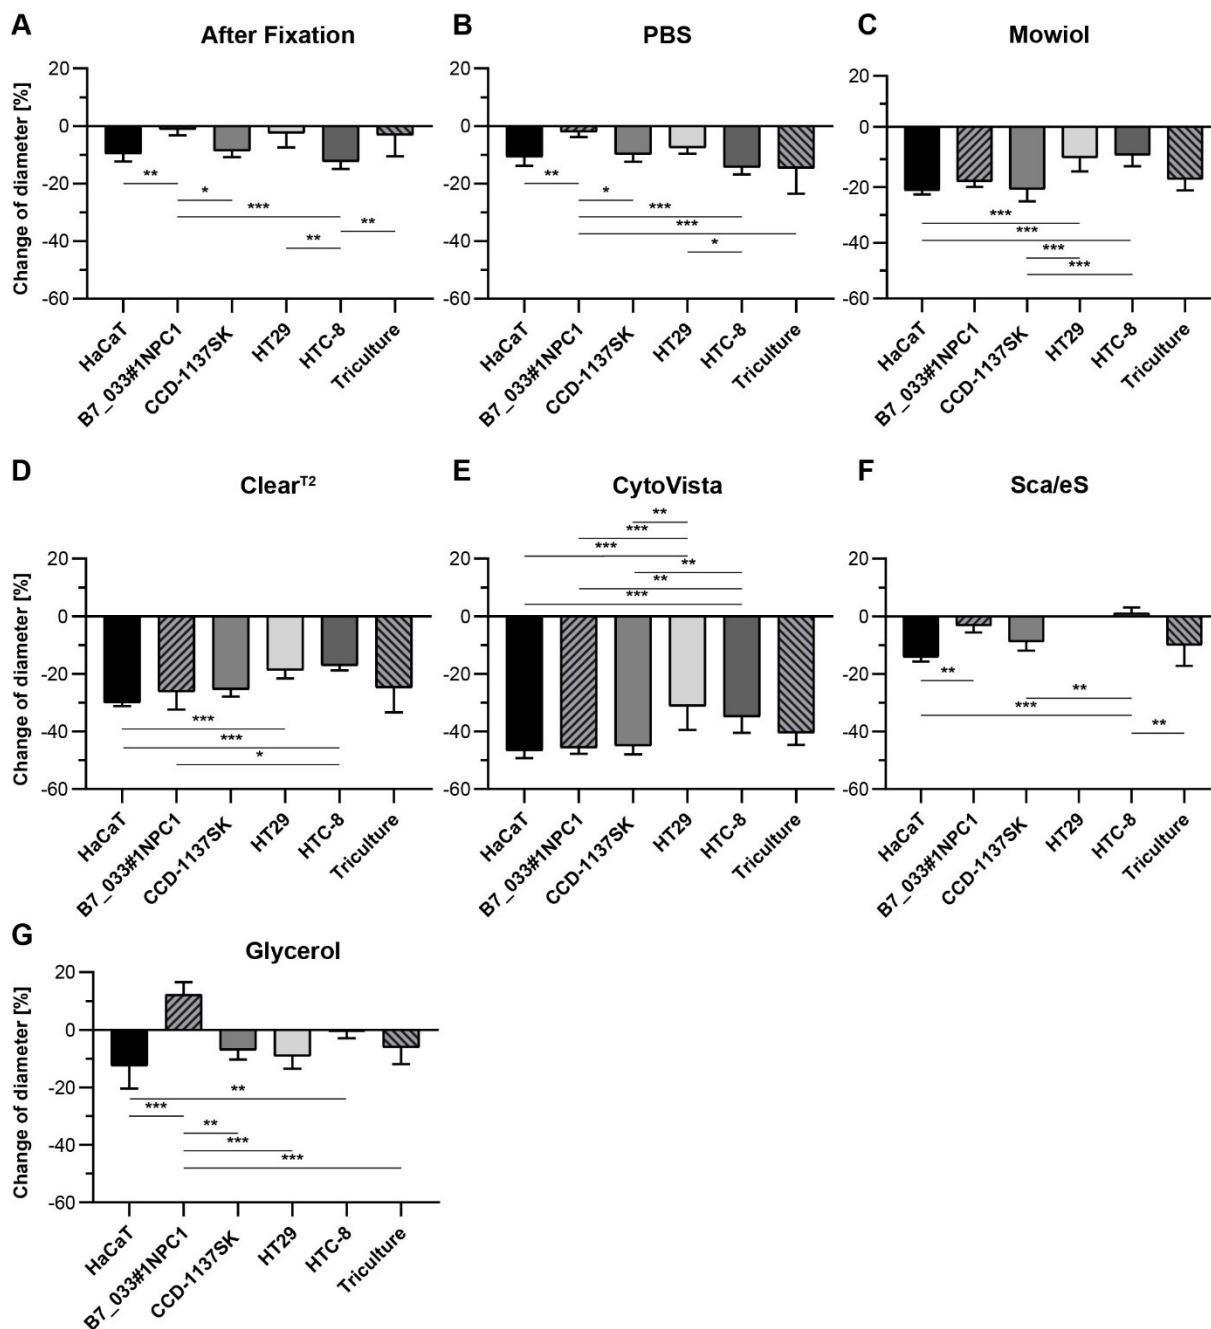 A
After Fixation
Change of diameter [%]
20
0
-20
-40
-60
**
*
***
**
**
HaCaT
B7_033#1NPC1
CCD-1137SK
HT29
HTC-8
Triculture
B
PBS
20
0
-20
-40
-60
**
*
***
***
*
HaCaT
B7_033#1NPC1
CCD-1137SK
HT29
HTC-8
Triculture
C
Mowiol
20
0
-20
-40
-60
***
***
***
***
HaCaT
B7_033#1NPC1
CCD-1137SK
HT29
HTC-8
Triculture
D
Clear^T2
Change of diameter [%]
20
0
-20
-40
-60
***
***
*
HaCaT
B7_033#1NPC1
CCD-1137SK
HT29
HTC-8
Triculture
E
CytoVista
**
***
***
**
**
***
20
0
-20
-40
-60
HaCaT
B7_033#1NPC1
CCD-1137SK
HT29
HTC-8
Triculture
F
Sca/eS
20
0
-20
-40
-60
**
**
***
**
HaCaT
B7_033#1NPC1
CCD-1137SK
HT29
HTC-8
Triculture
G
Glycerol
Change of diameter [%]
20
0
-20
-40
-60
**
***
**
***
***
HaCaT
B7_033#1NPC1
CCD-1137SK
HT29
HTC-8
Triculture